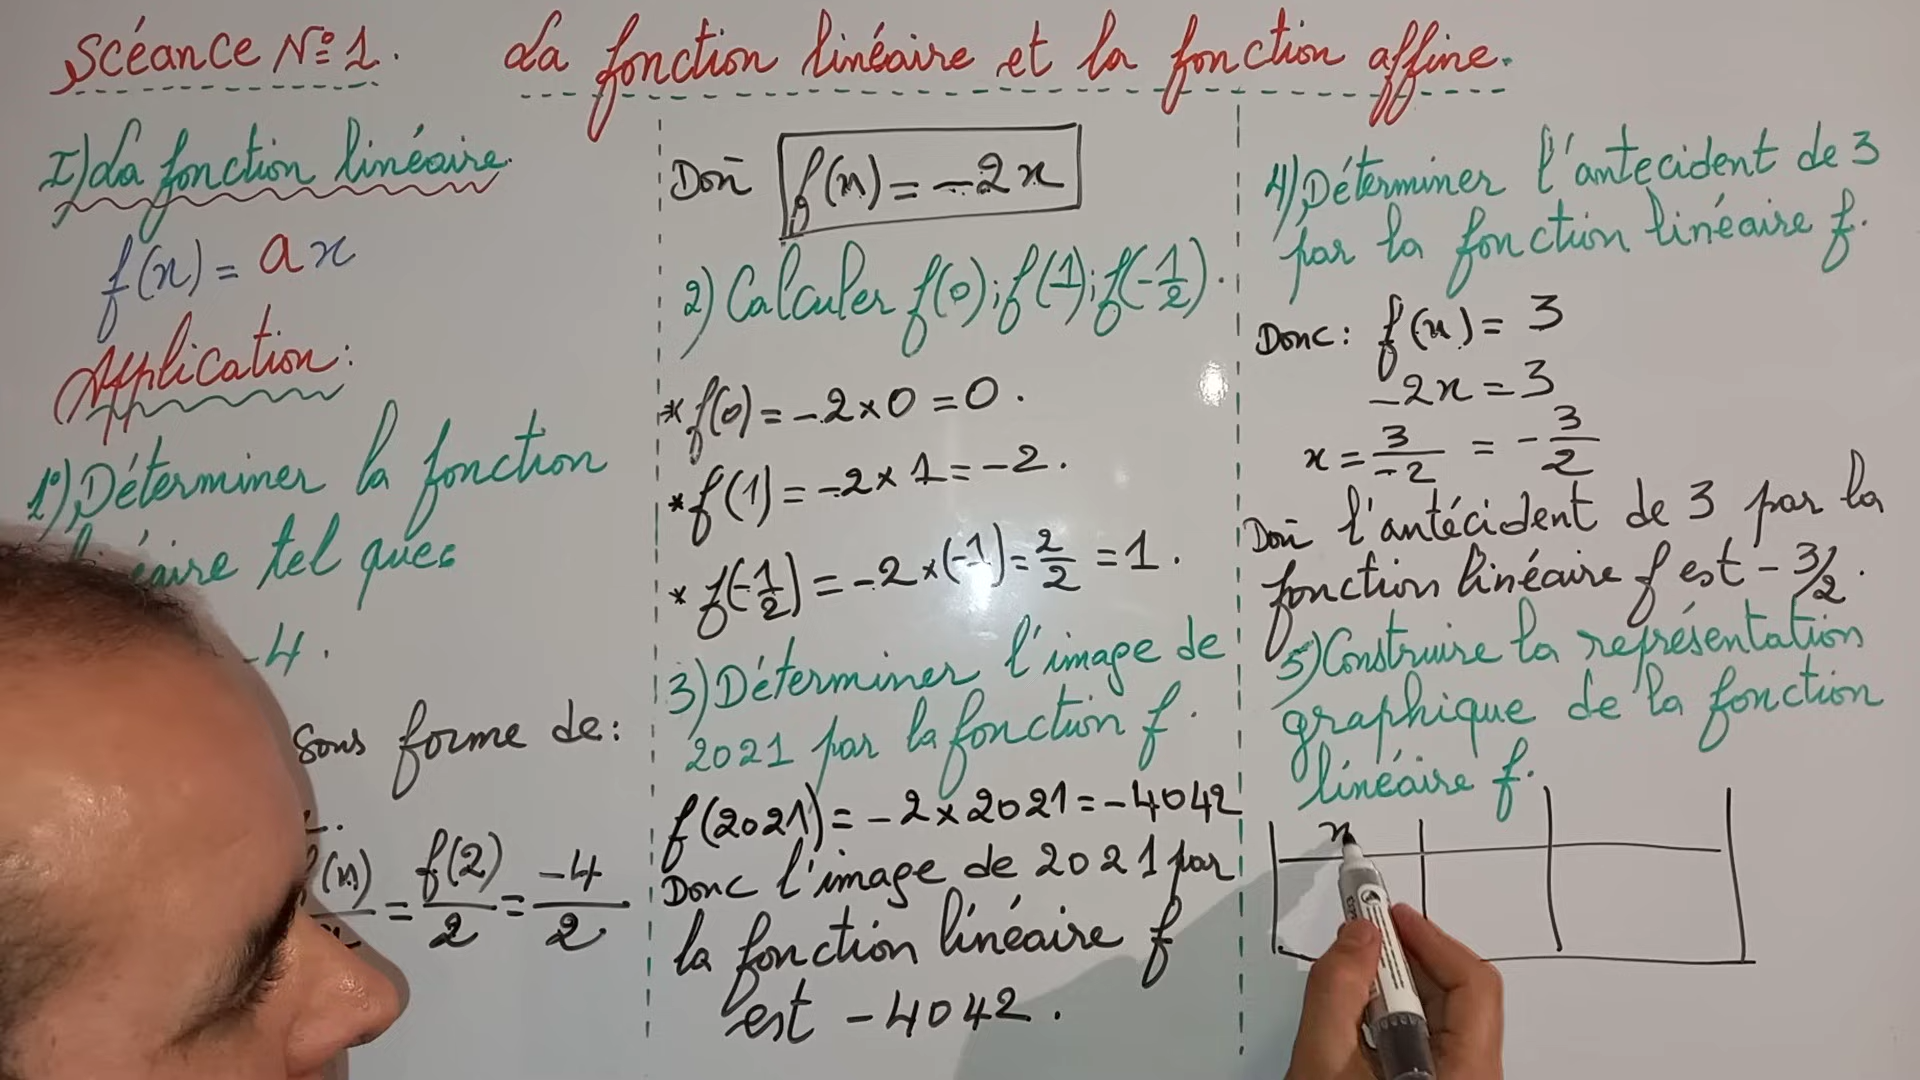 Scéance N° 1. La fonction linéaire et la fonction affine.
I) La fonction linéaire.
f(x) = ax
Application:
1°) Déterminer la fonction
tel que:
-4.
sous forme de:
= f(2)/2 = -4/2
Donc f(x) = -2x
2) Calculer f(0); f(1); f(-1/2).
* f(0) = -2 × 0 = 0.
* f(1) = -2 × 1 = -2.
* f(-1/2) = -2 × (-1) = 2/2 = 1.
3) Déterminer l'image de
2021 par la fonction f.
f(2021) = -2 × 2021 = -4042
Donc l'image de 2021 par
la fonction linéaire f
est -4042.
4) Déterminer l'antecident de 3
par la fonction linéaire f.
Donc: f(x) = 3
-2x = 3
x = 3/-2 = -3/2
l'antécident de 3 par la
fonction linéaire f est -3/2.
5) Construire la représentation
graphique de la fonction
linéaire f.
x